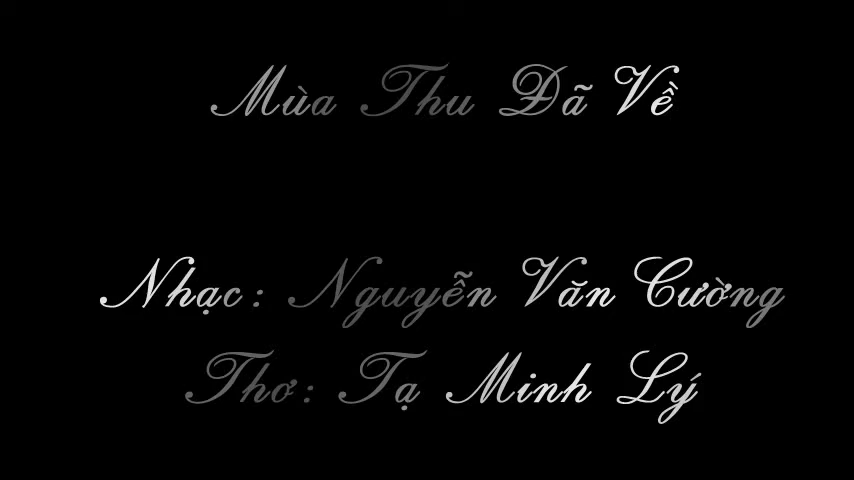 Mùa Thu Đã Về
Nhạc: Nguyễn Văn Cường
Thơ: Tạ Minh Lý